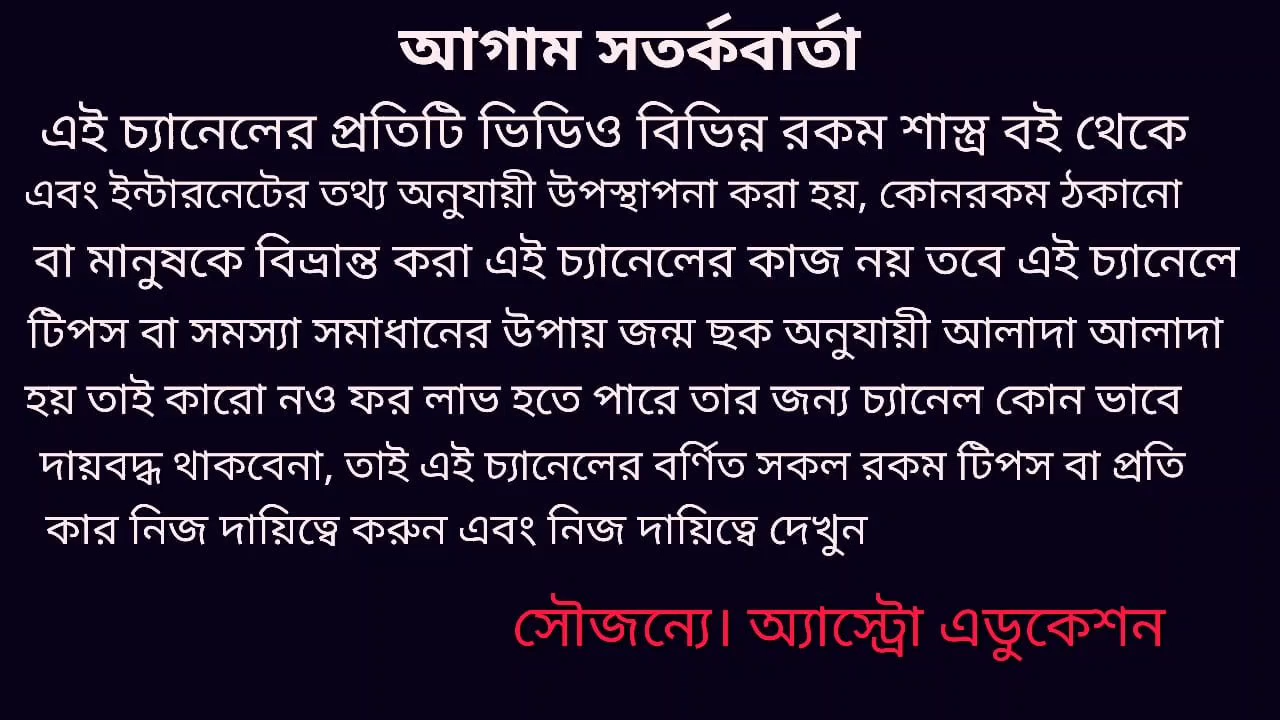 আগাম সতর্কবার্তা
এই চ্যানেলের প্রতিটি ভিডিও বিভিন্ন রকম শাস্ত্র বই থেকে
এবং ইন্টারনেটের তথ্য অনুযায়ী উপস্থাপনা করা হয়, কোনরকম ঠকানো
বা মানুষকে বিভ্রান্ত করা এই চ্যানেলের কাজ নয় তবে এই চ্যানেলে
টিপস বা সমস্যা সমাধানের উপায় জন্ম ছক অনুযায়ী আলাদা আলাদা
হয় তাই কারো নও ফর লাভ হতে পারে তার জন্য চ্যানেল কোন ভাবে
দায়বদ্ধ থাকবেনা, তাই এই চ্যানেলের বর্ণিত সকল রকম টিপস বা প্রতি
কার নিজ দায়িত্বে করুন এবং নিজ দায়িত্বে দেখুন
সৌজন্যে। অ্যাস্ট্রো এডুকেশন